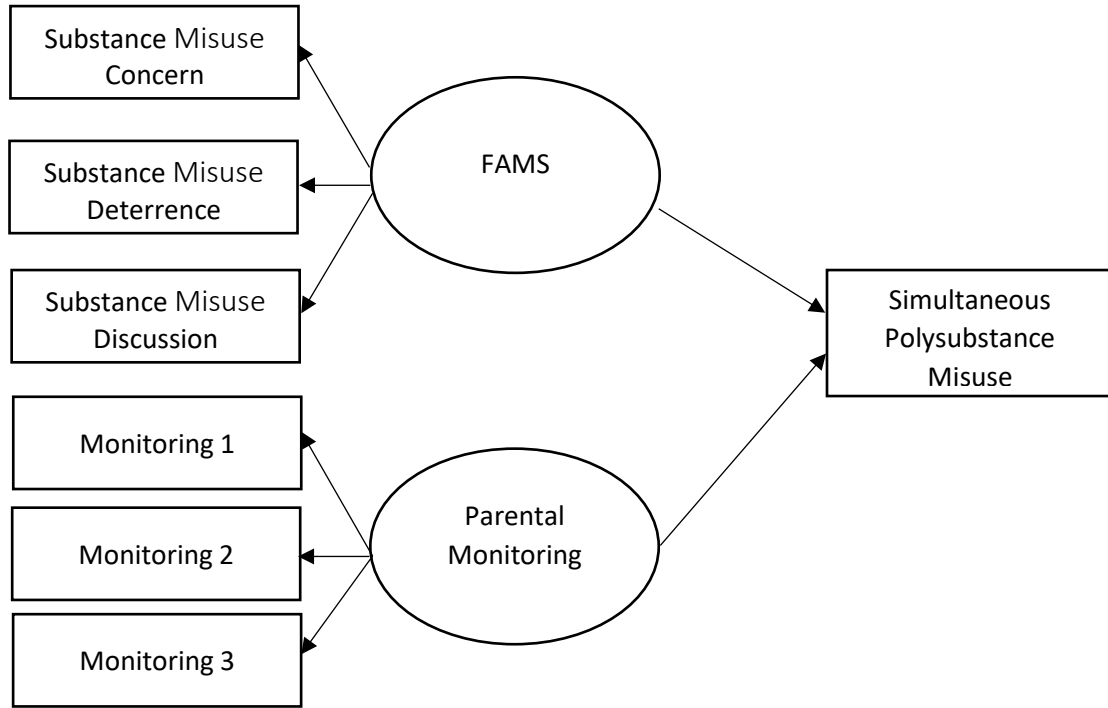 Substance Misuse
Concern
Substance Misuse
Deterrence
Substance Misuse
Discussion
Monitoring 1
Monitoring 2
Monitoring 3
FAMS
Parental
Monitoring
Simultaneous
Polysubstance
Misuse